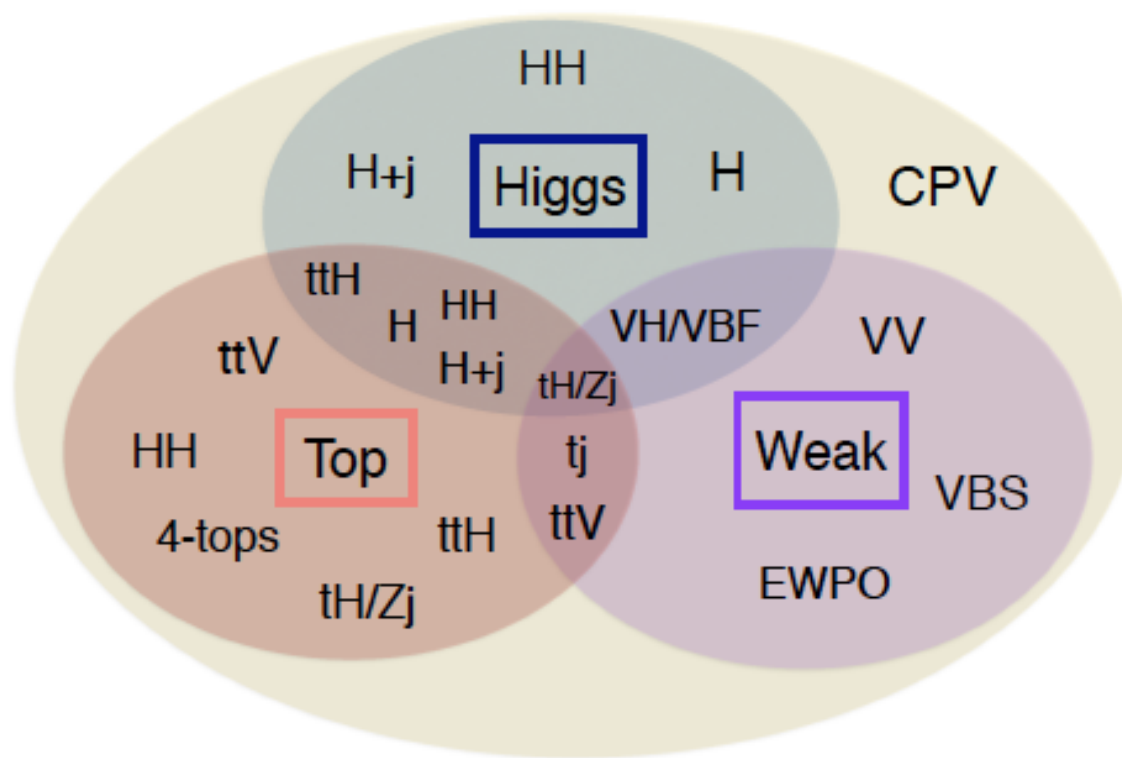 HH
H+j
Higgs
H
CPV
ttH
HH
H
VH/VBF
VV
ttV
H+j
tH/Zj
HH
Top
tj
Weak
VBS
4-tops
ttH
ttV
EWPO
tH/Zj